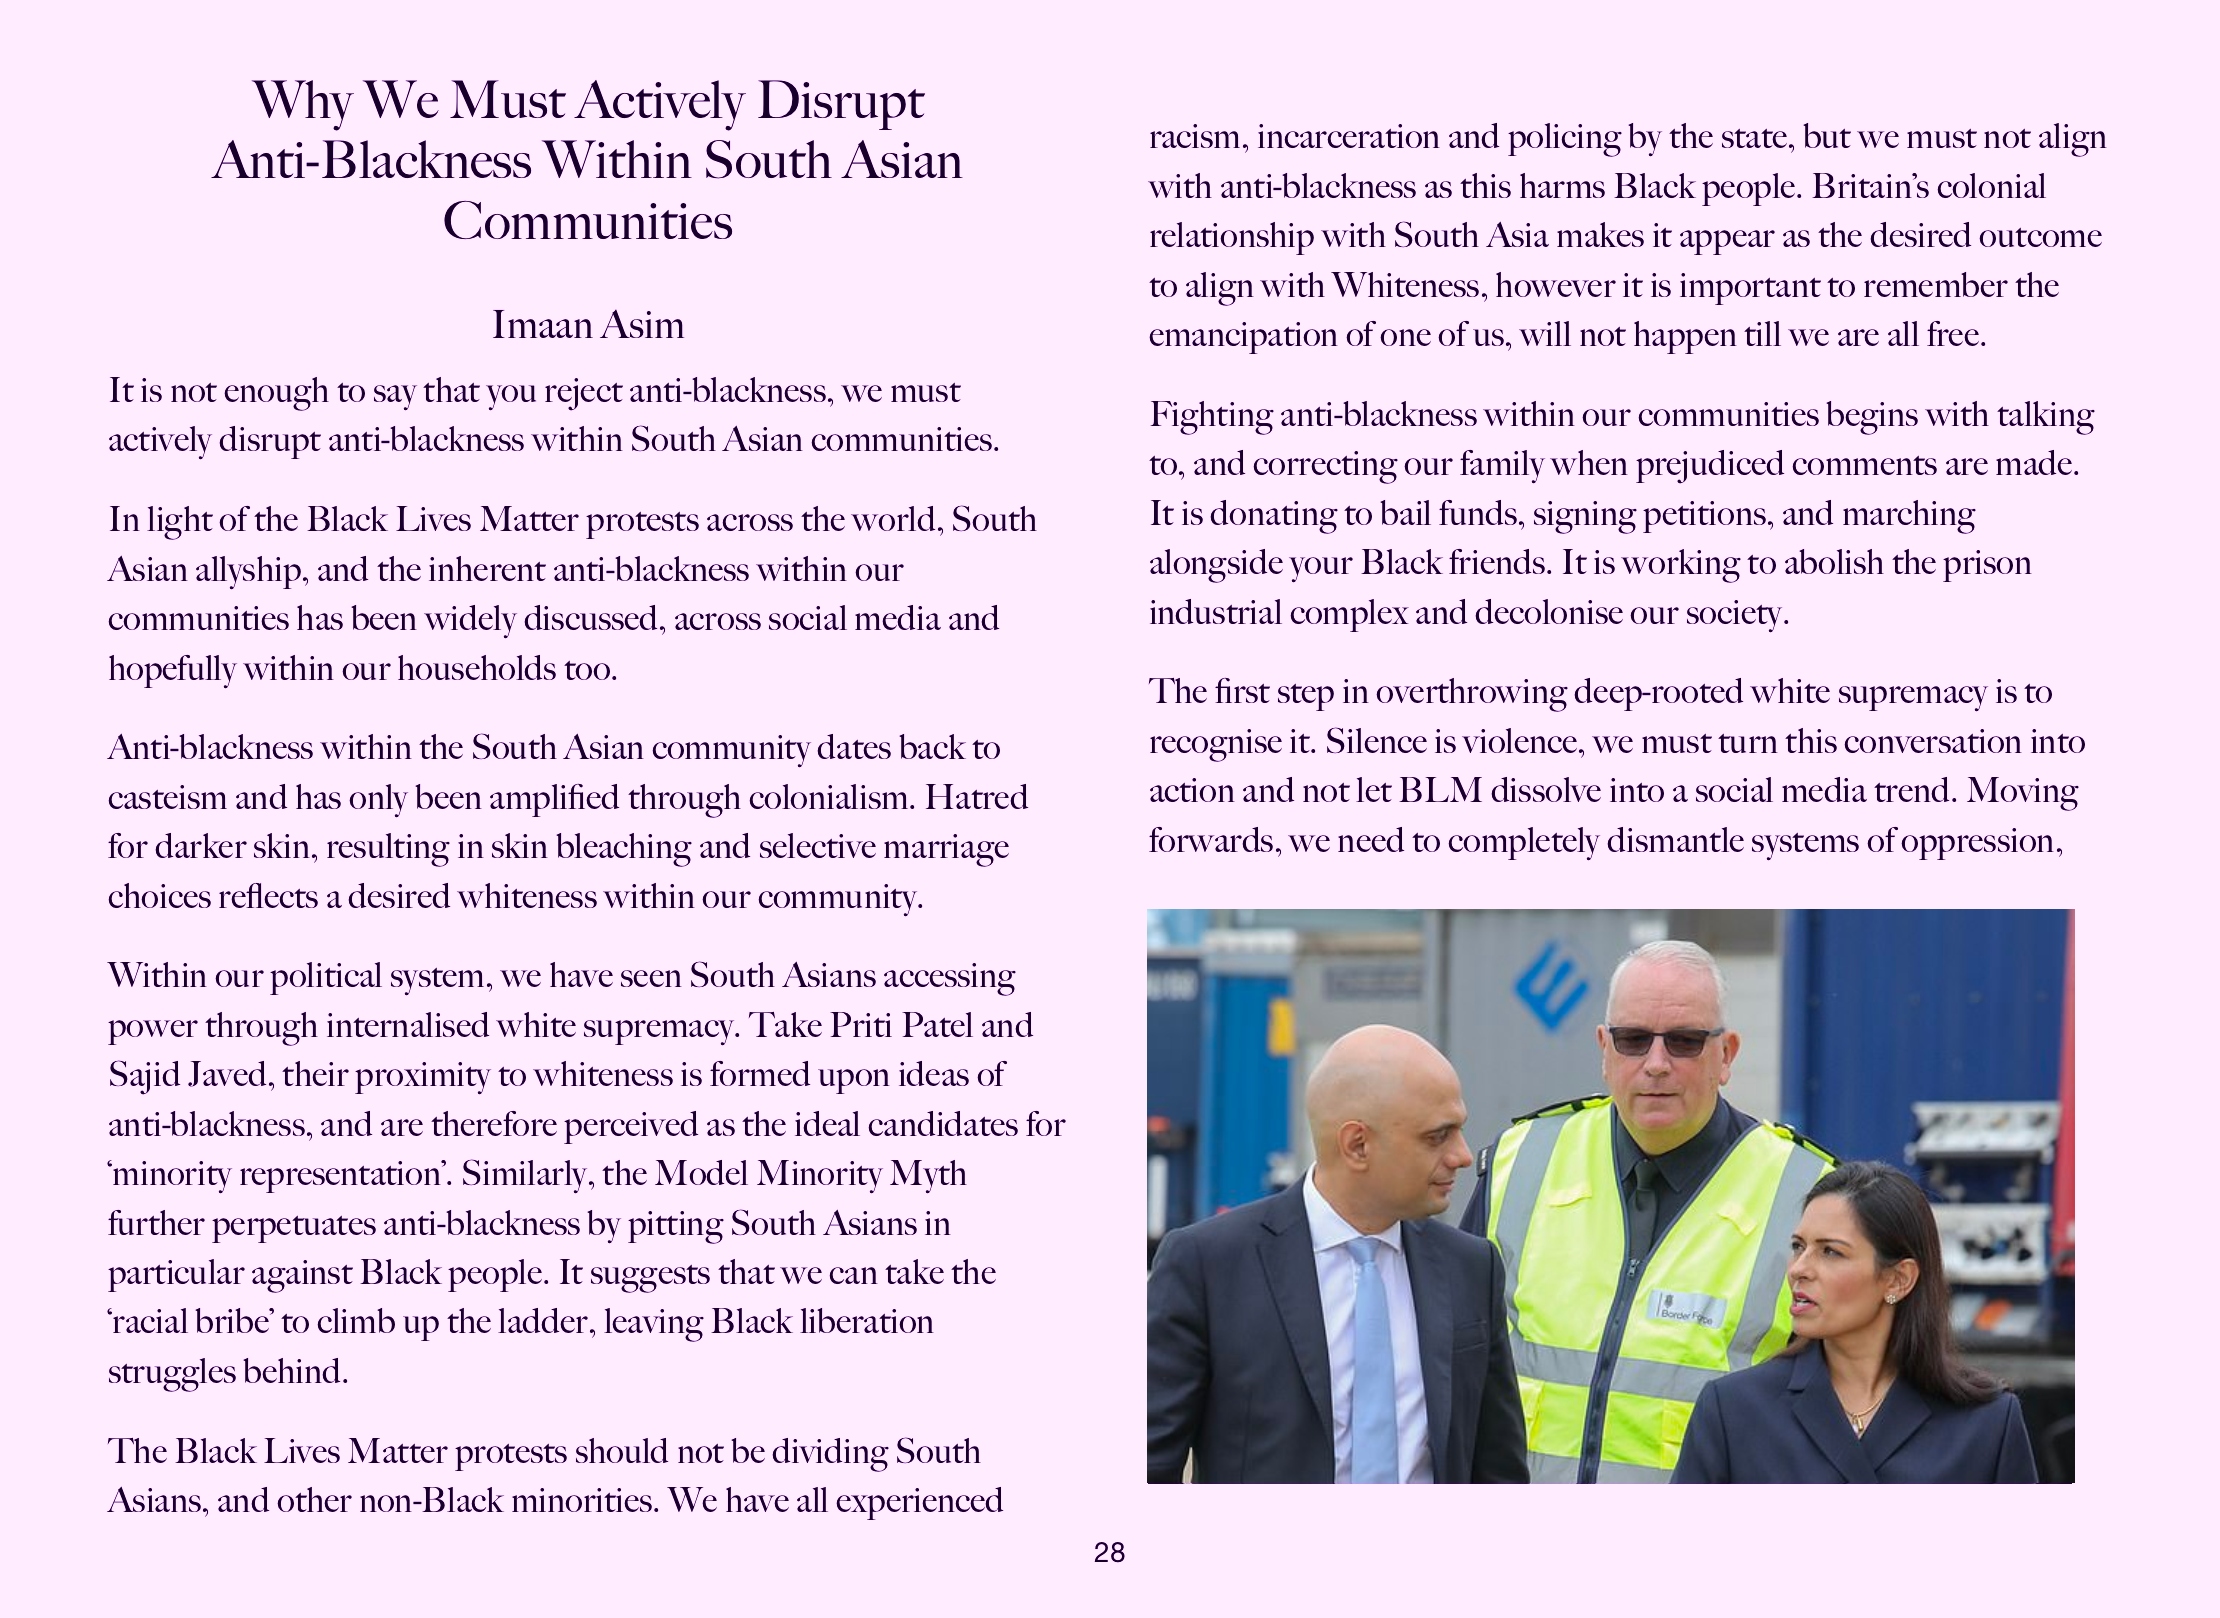 Why We Must Actively Disrupt
Anti-Blackness Within South Asian
Communities
Imaan Asim
It is not enough to say that you reject anti-blackness, we must
actively disrupt anti-blackness within South Asian communities.
In light of the Black Lives Matter protests across the world, South
Asian allyship, and the inherent anti-blackness within our
communities has been widely discussed, across social media and
hopefully within our households too.
Anti-blackness within the South Asian community dates back to
casteism and has only been amplified through colonialism. Hatred
for darker skin, resulting in skin bleaching and selective marriage
choices reflects a desired whiteness within our community.
Within our political system, we have seen South Asians accessing
power through internalised white supremacy. Take Priti Patel and
Sajid Javed, their proximity to whiteness is formed upon ideas of
anti-blackness, and are therefore perceived as the ideal candidates for
‘minority representation’. Similarly, the Model Minority Myth
further perpetuates anti-blackness by pitting South Asians in
particular against Black people. It suggests that we can take the
‘racial bribe’ to climb up the ladder, leaving Black liberation
struggles behind.
The Black Lives Matter protests should not be dividing South
Asians, and other non-Black minorities. We have all experienced
racism, incarceration and policing by the state, but we must not align
with anti-blackness as this harms Black people. Britain’s colonial
relationship with South Asia makes it appear as the desired outcome
to align with Whiteness, however it is important to remember the
emancipation of one of us, will not happen till we are all free.
Fighting anti-blackness within our communities begins with talking
to, and correcting our family when prejudiced comments are made.
It is donating to bail funds, signing petitions, and marching
alongside your Black friends. It is working to abolish the prison
industrial complex and decolonise our society.
The first step in overthrowing deep-rooted white supremacy is to
recognise it. Silence is violence, we must turn this conversation into
action and not let BLM dissolve into a social media trend. Moving
forwards, we need to completely dismantle systems of oppression,
Border Force
28